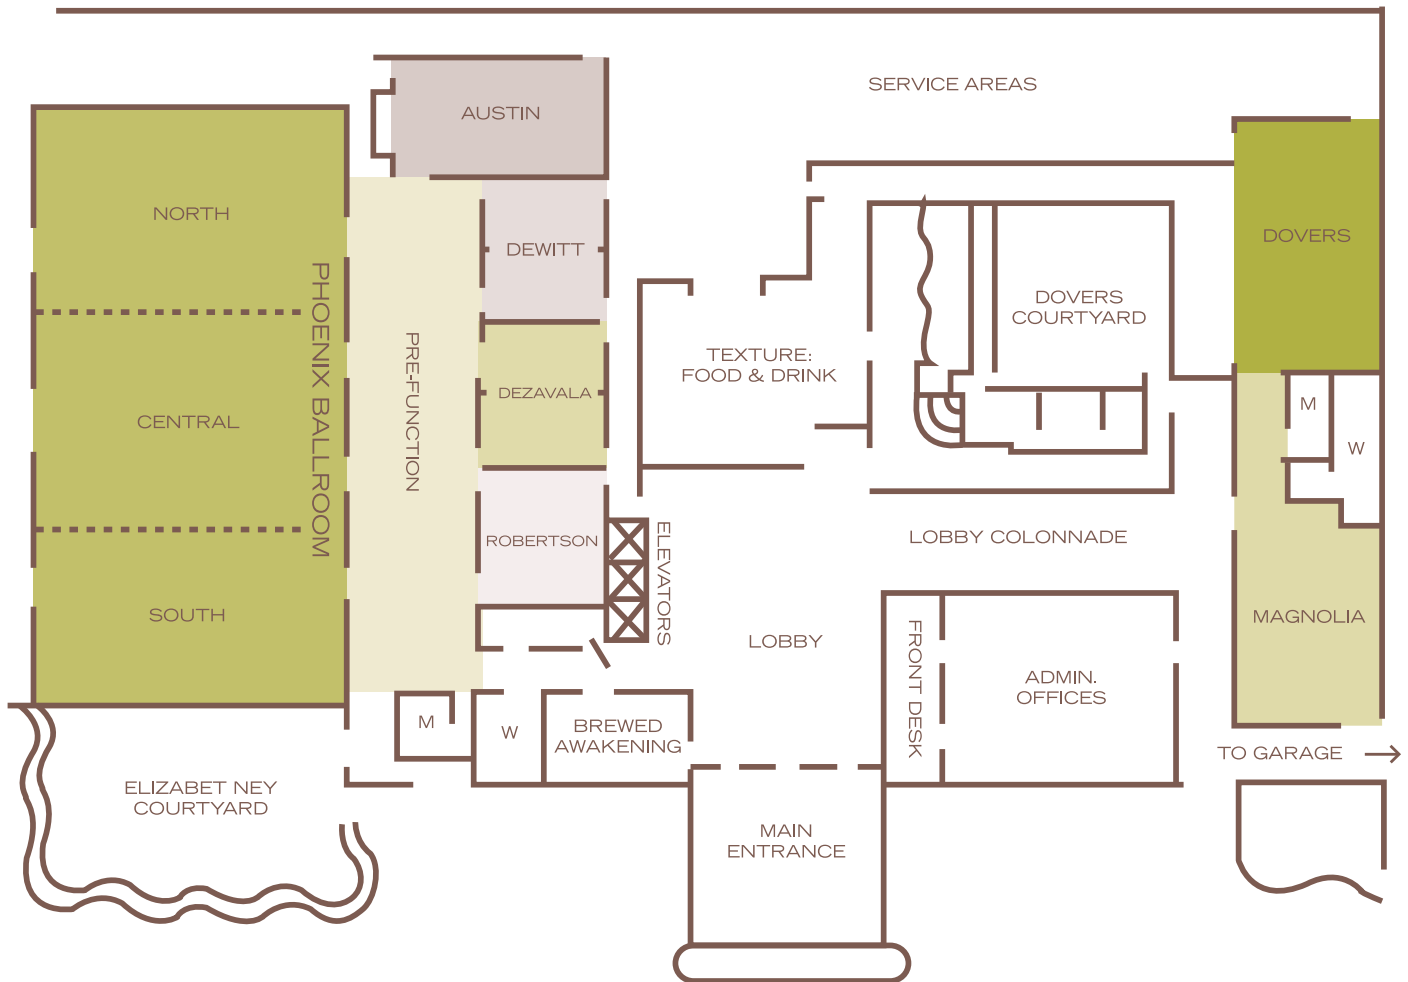 SERVICE AREAS
AUSTIN
NORTH
DEWITT
DOVERS
PHOENIX BALLROOM
PRE-FUNCTION
DOVERS
COURTYARD
TEXTURE:
FOOD & DRINK
DEZAVALA
M
CENTRAL
W
ROBERTSON
ELEVATORS
LOBBY COLONNADE
SOUTH
LOBBY
FRONT DESK
ADMIN.
OFFICES
MAGNOLIA
M
W
BREWED
AWAKENING
TO GARAGE →
ELIZABET NEY
COURTYARD
MAIN
ENTRANCE